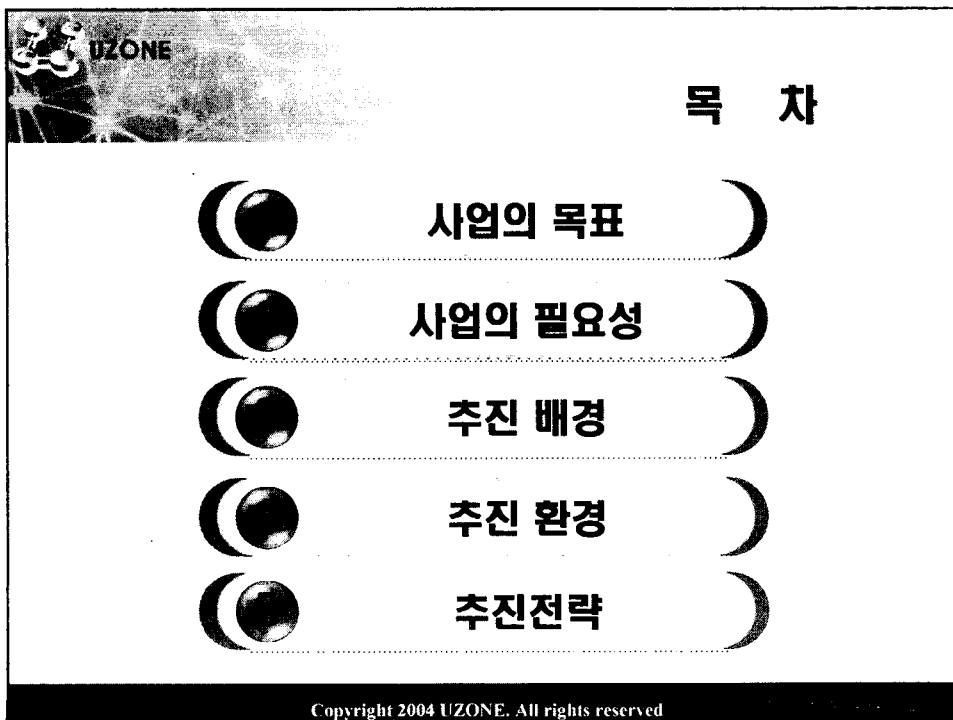 UZONE
목 차
사업의 목표
사업의 필요성
추진 배경
추진 환경
추진전략
Copyright 2004 UZONE. All rights reserved